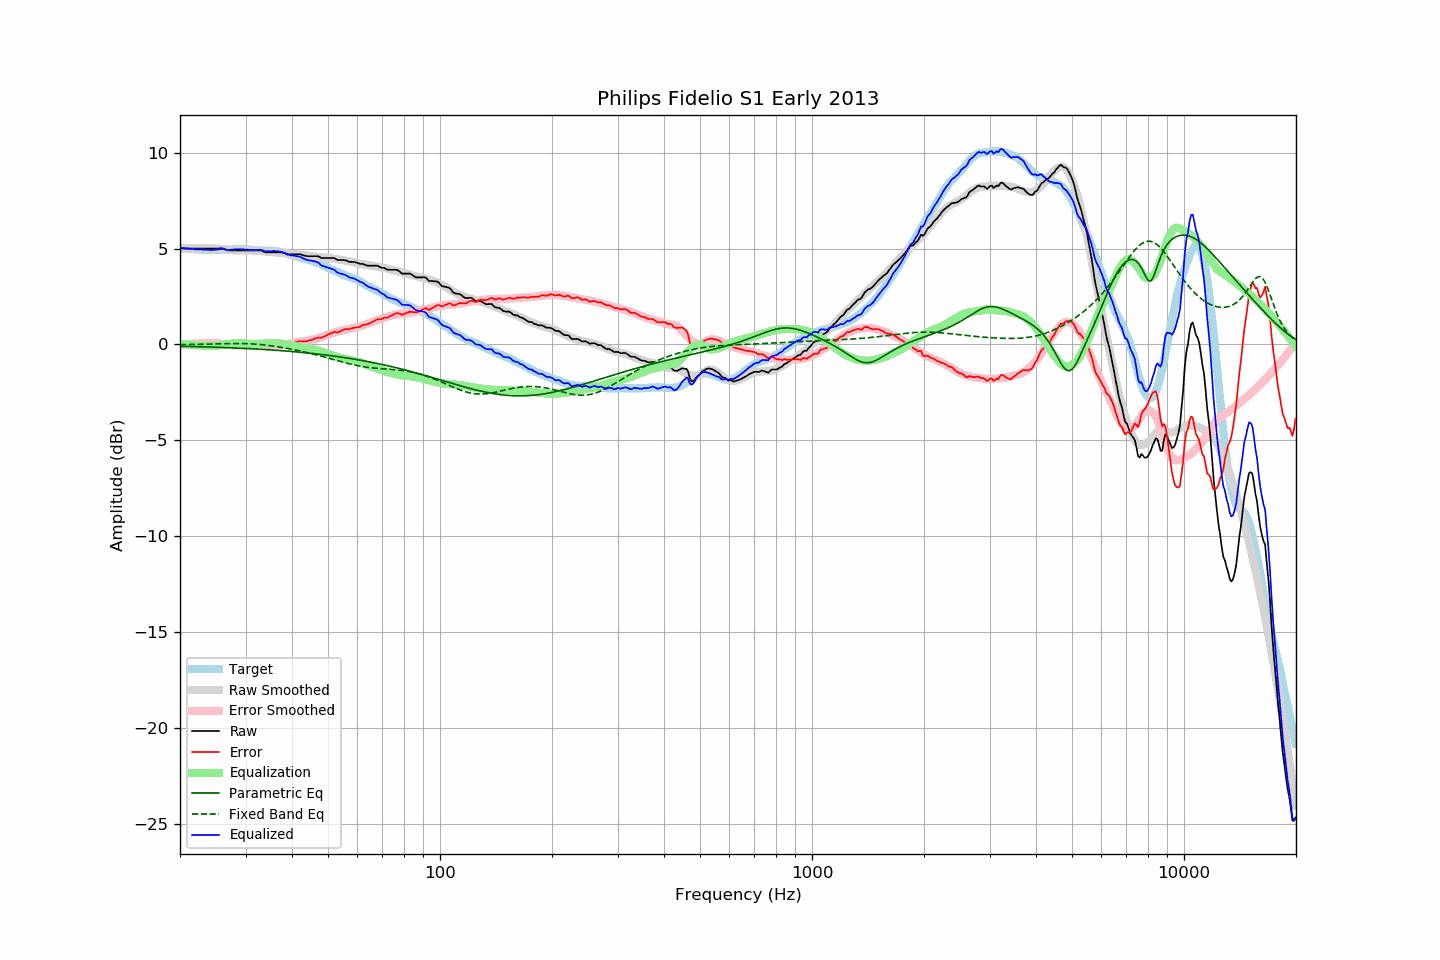 Philips Fidelio S1 Early 2013
Amplitude (dBr)
10
5
0
−5
−10
−15
−20
−25
Target
Raw Smoothed
Error Smoothed
Raw
Error
Equalization
Parametric Eq
Fixed Band Eq
Equalized
100
1000
10000
Frequency (Hz)